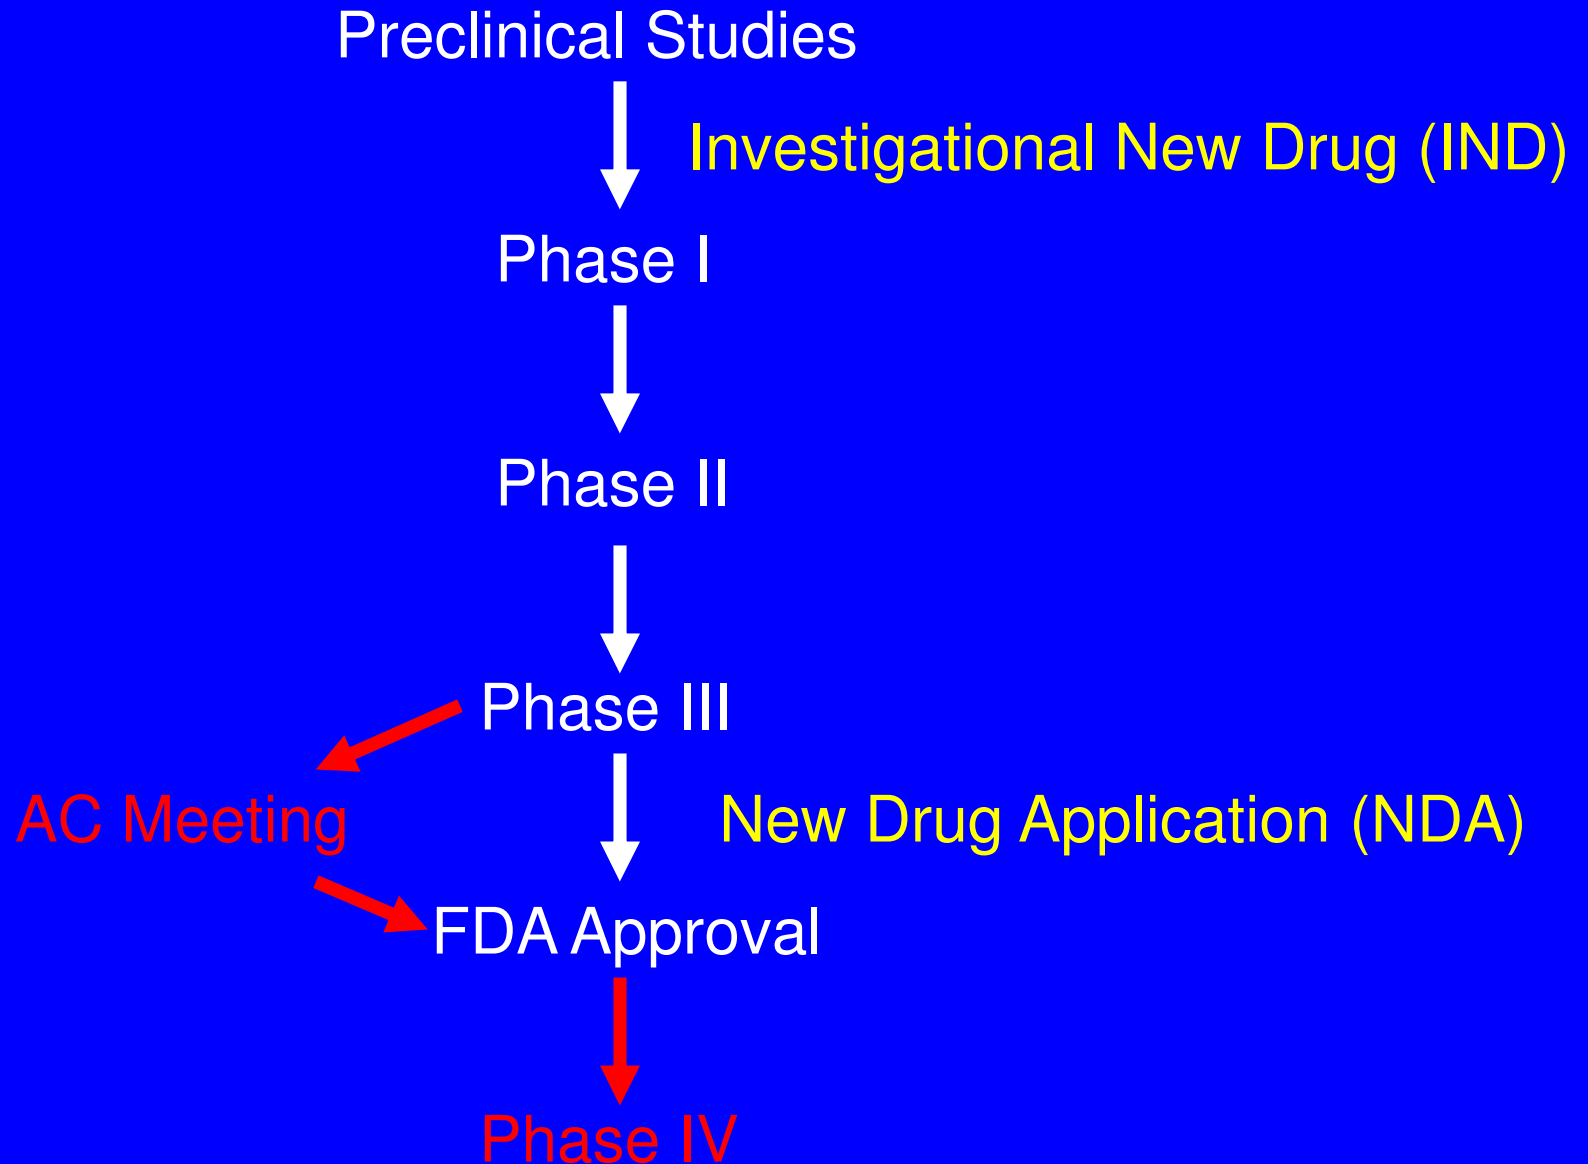 Preclinical Studies
Investigational New Drug (IND)
Phase I
Phase II
Phase III
AC Meeting
New Drug Application (NDA)
FDA Approval
Phase IV